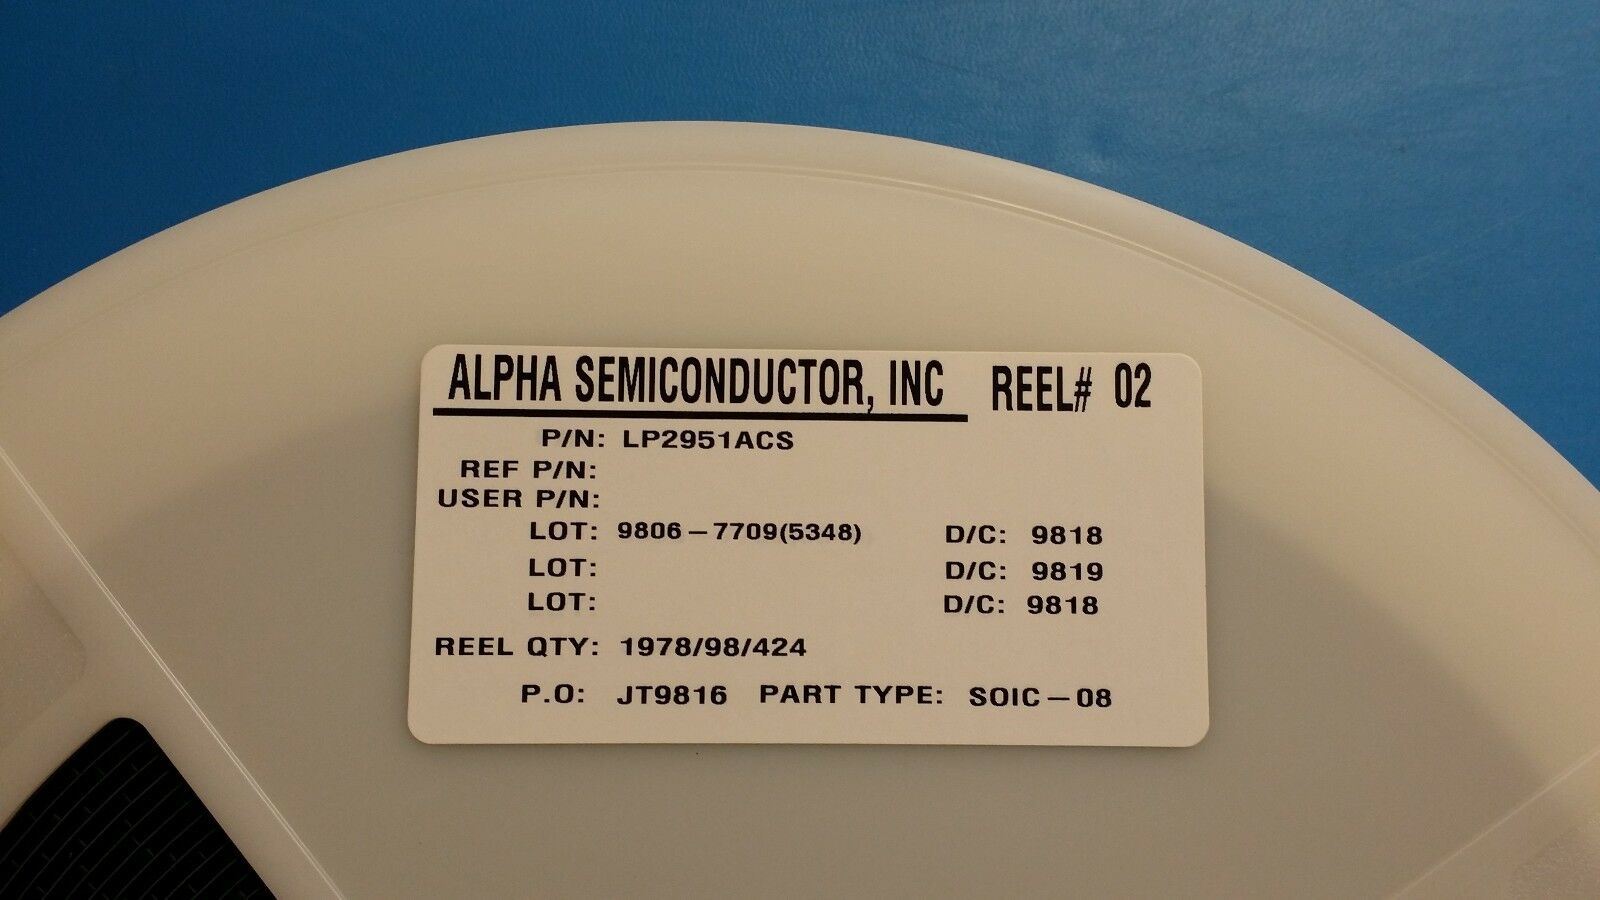 ALPHA SEMICONDUCTOR, INC REEL# 02
P/N: LP2951ACS
REF P/N:
USER P/N:
LOT: 9806-7709(5348) D/C: 9818
LOT: D/C: 9819
LOT: D/C: 9818
REEL QTY: 1978/98/424
P.O: JT9816 PART TYPE: SOIC-08